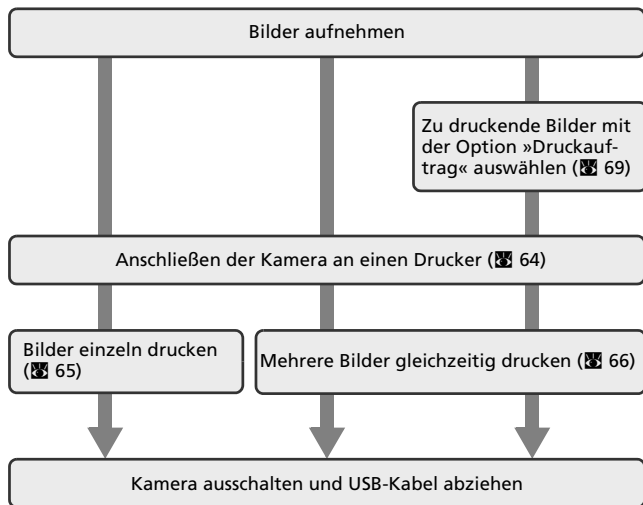 Bilder aufnehmen
Zu druckende Bilder mit
der Option »Druckauf-
trag« auswählen ( 69)
Anschließen der Kamera an einen Drucker ( 64)
Bilder einzeln drucken
( 65)
Mehrere Bilder gleichzeitig drucken ( 66)
Kamera ausschalten und USB-Kabel abziehen